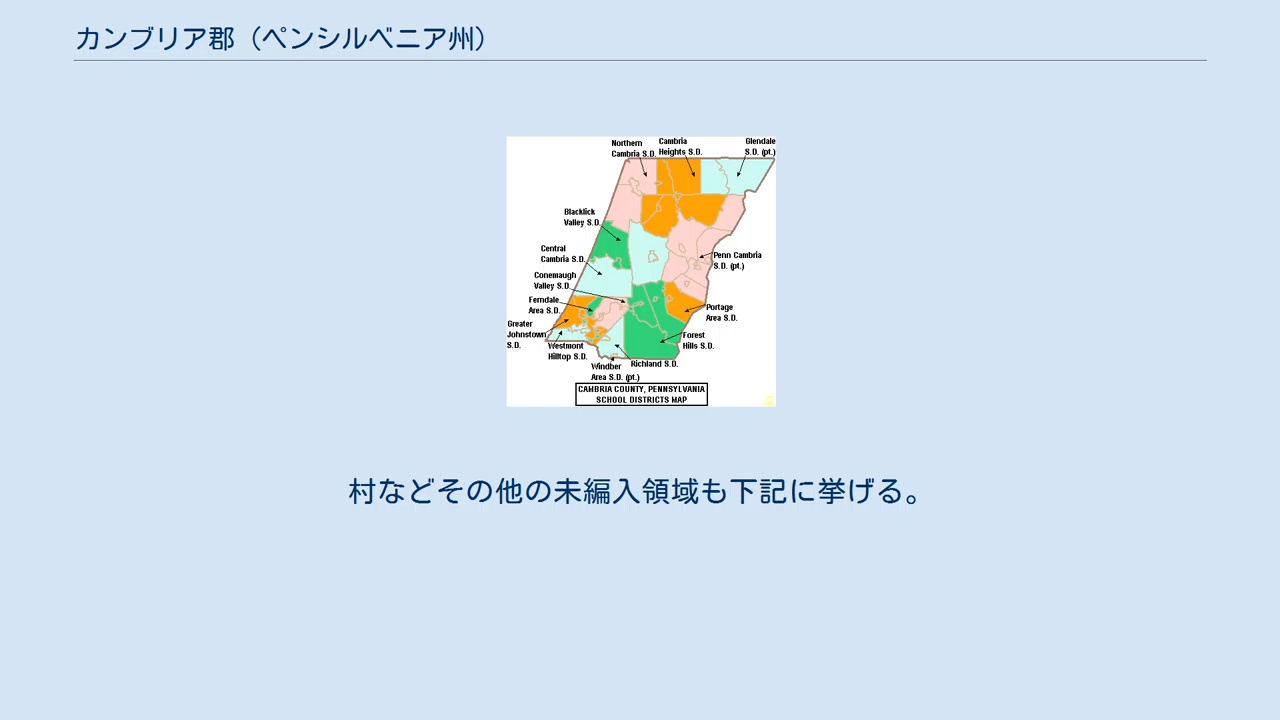 カンブリア郡（ペンシルベニア州）
Northern
Cambria S.D.
Cambria
Heights S.D.
Glendale
S.D. (pt.)
Blacklick
Valley S.D.
Central
Cambria S.D.
Penn Cambria
S.D. (pt.)
Conemaugh
Valley S.D.
Ferndale
Area S.D.
Portage
Area S.D.
Greater
Johnstown
S.D.
Forest
Hills S.D.
Westmont
Hilltop S.D.
Windber
Area S.D. (pt.)
Richland S.D.
CAMBRIA COUNTY, PENNSYLVANIA
SCHOOL DISTRICTS MAP
村などその他の未編入領域も下記に挙げる。